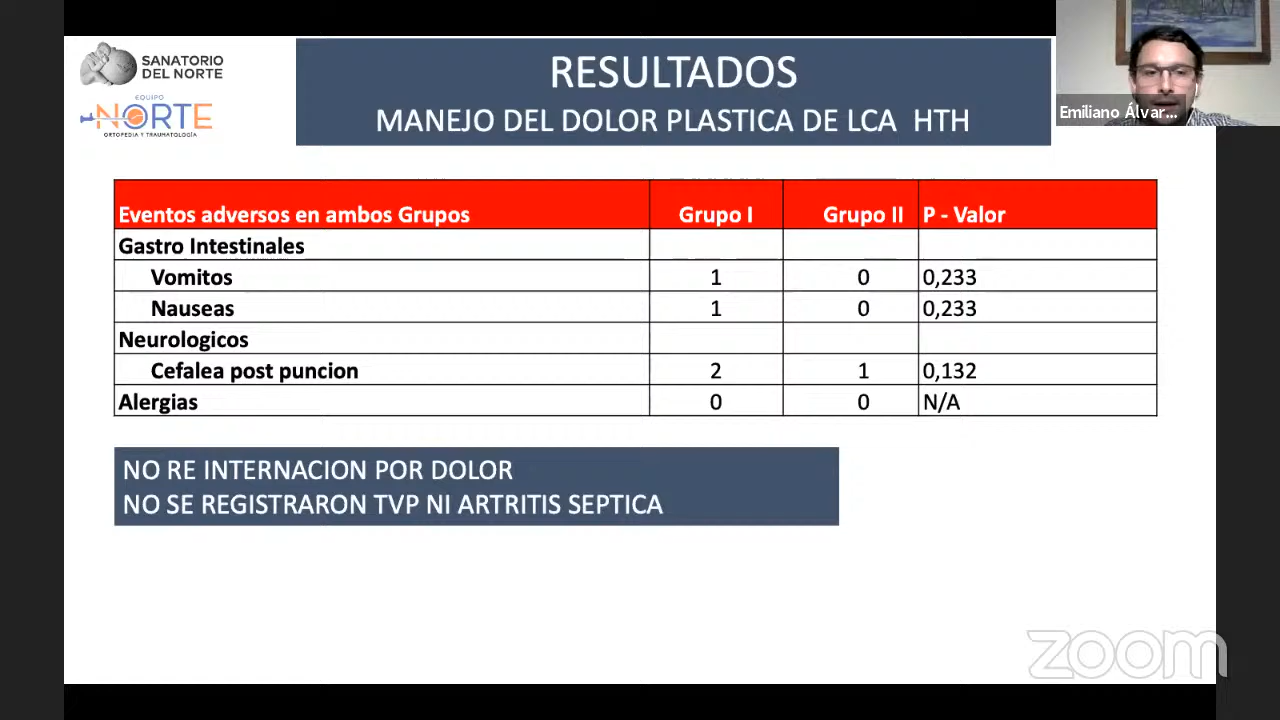 SANATORIO
DEL NORTE
EQUIPO
NORTE
ORTOPEDIA Y TRAUMATOLOGÍA
RESULTADOS
MANEJO DEL DOLOR PLASTICA DE LCA HTH
Emiliano Álvar...
Eventos adversos en ambos Grupos Grupo I Grupo II P - Valor
Gastro Intestinales
Vomitos 1 0 0,233
Nauseas 1 0 0,233
Neurologicos
Cefalea post puncion 2 1 0,132
Alergias 0 0 N/A
NO RE INTERNACION POR DOLOR
NO SE REGISTRARON TVP NI ARTRITIS SEPTICA
zoom